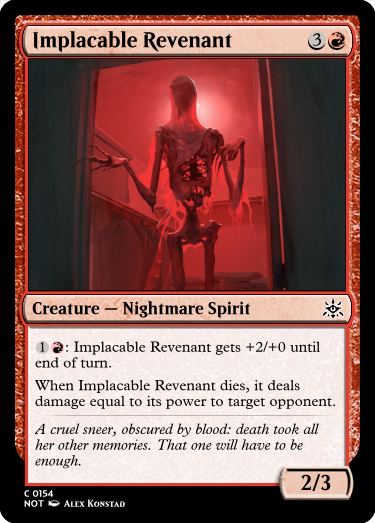 Implacable Revenant 3
Creature — Nightmare Spirit
1: Implacable Revenant gets +2/+0 until
end of turn.
When Implacable Revenant dies, it deals
damage equal to its power to target opponent.
A cruel sneer, obscured by blood: death took all
her other memories. That one will have to be
enough.
2/3
C 0154
NOT Alex Konstad